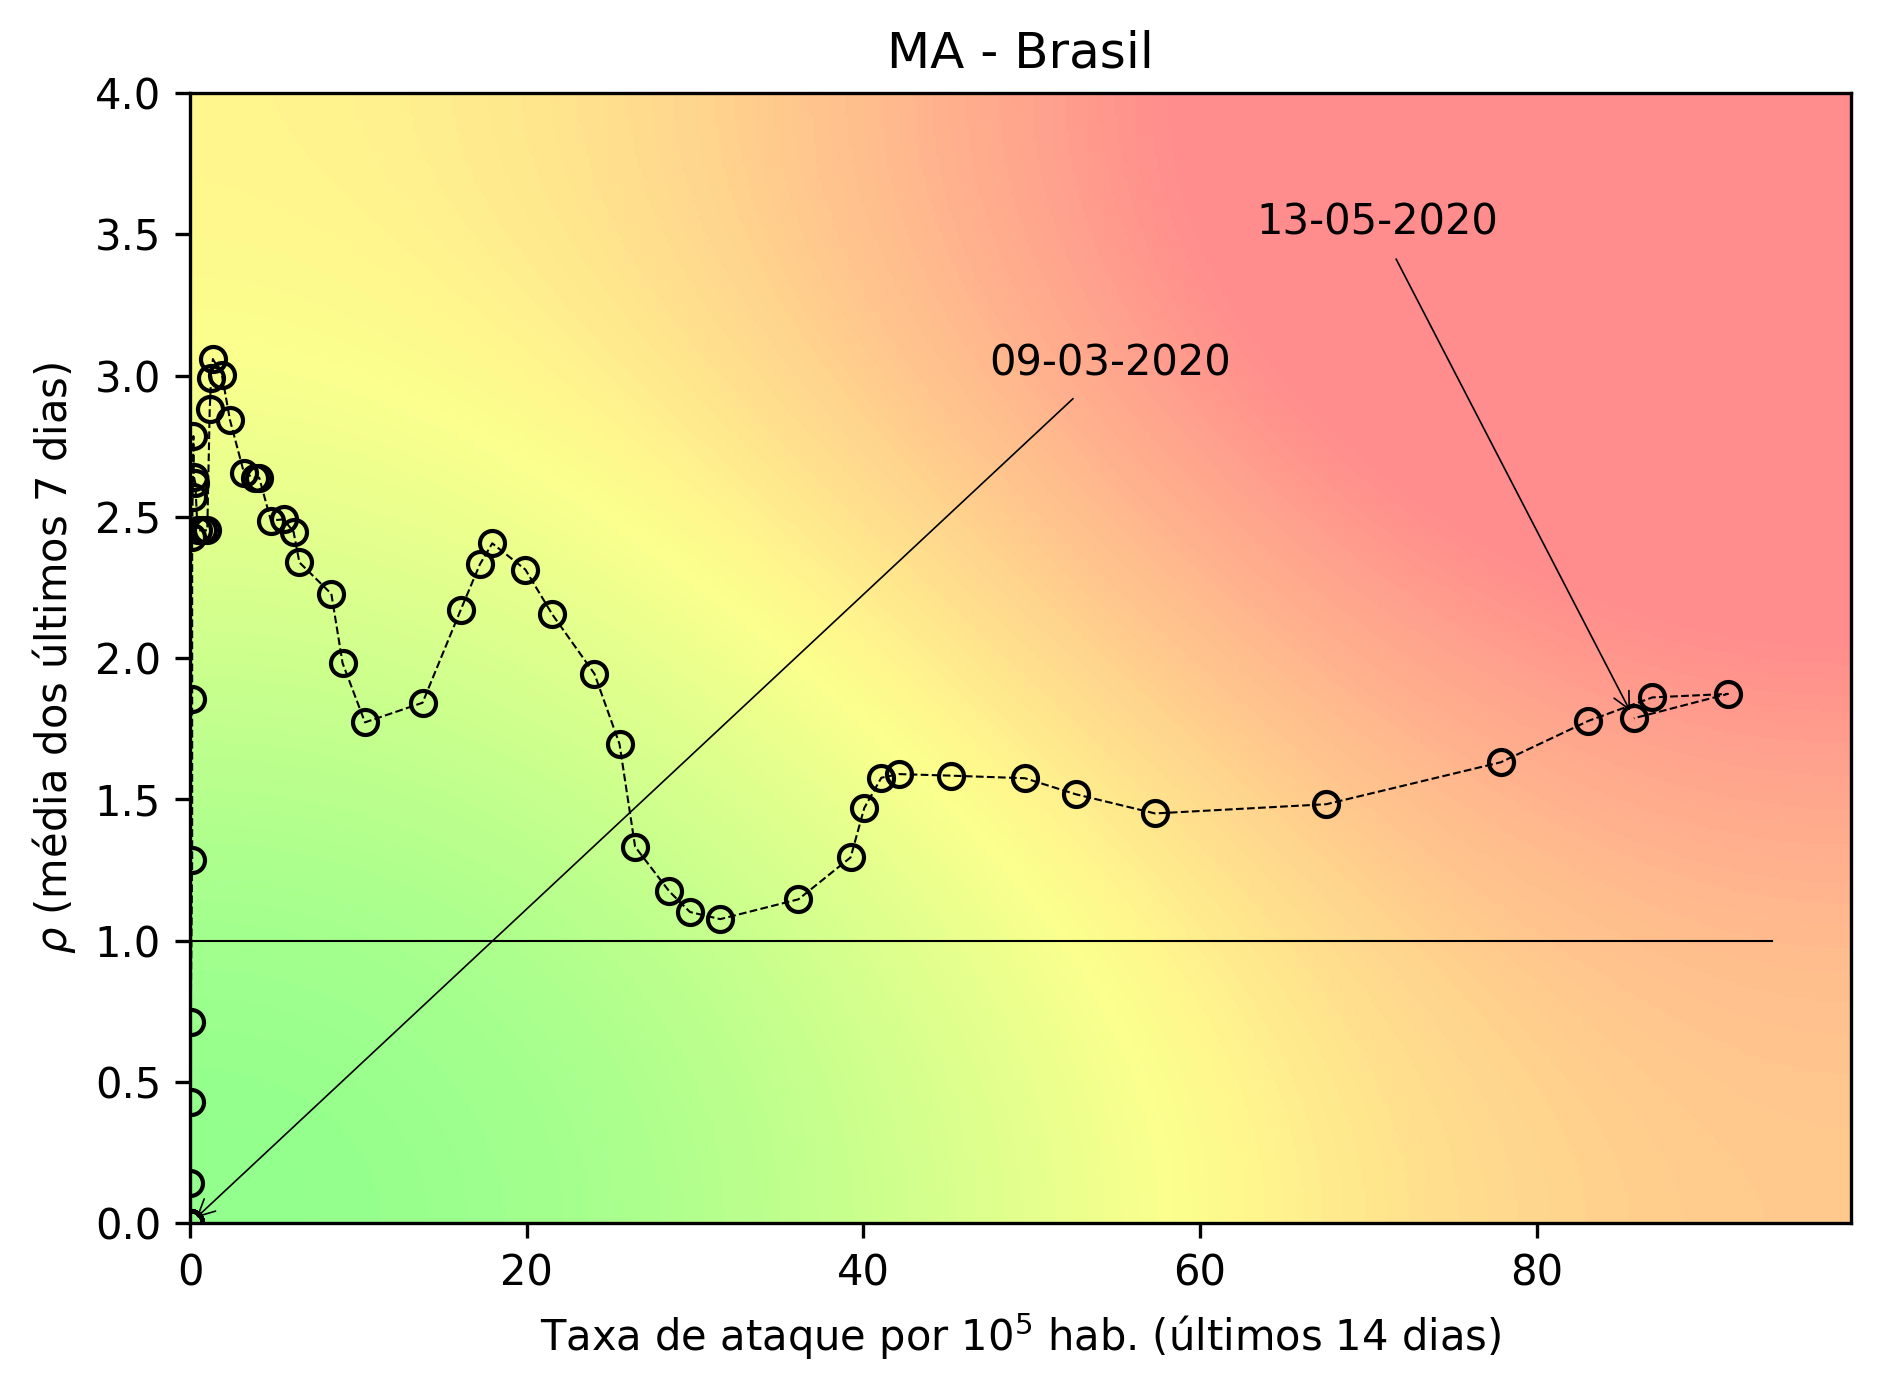 MA - Brasil
4.0
3.5
3.0
2.5
2.0
1.5
1.0
0.5
0.0
ρ (média dos últimos 7 dias)
13-05-2020
09-03-2020
0 20 40 60 80
Taxa de ataque por 10⁵ hab. (últimos 14 dias)